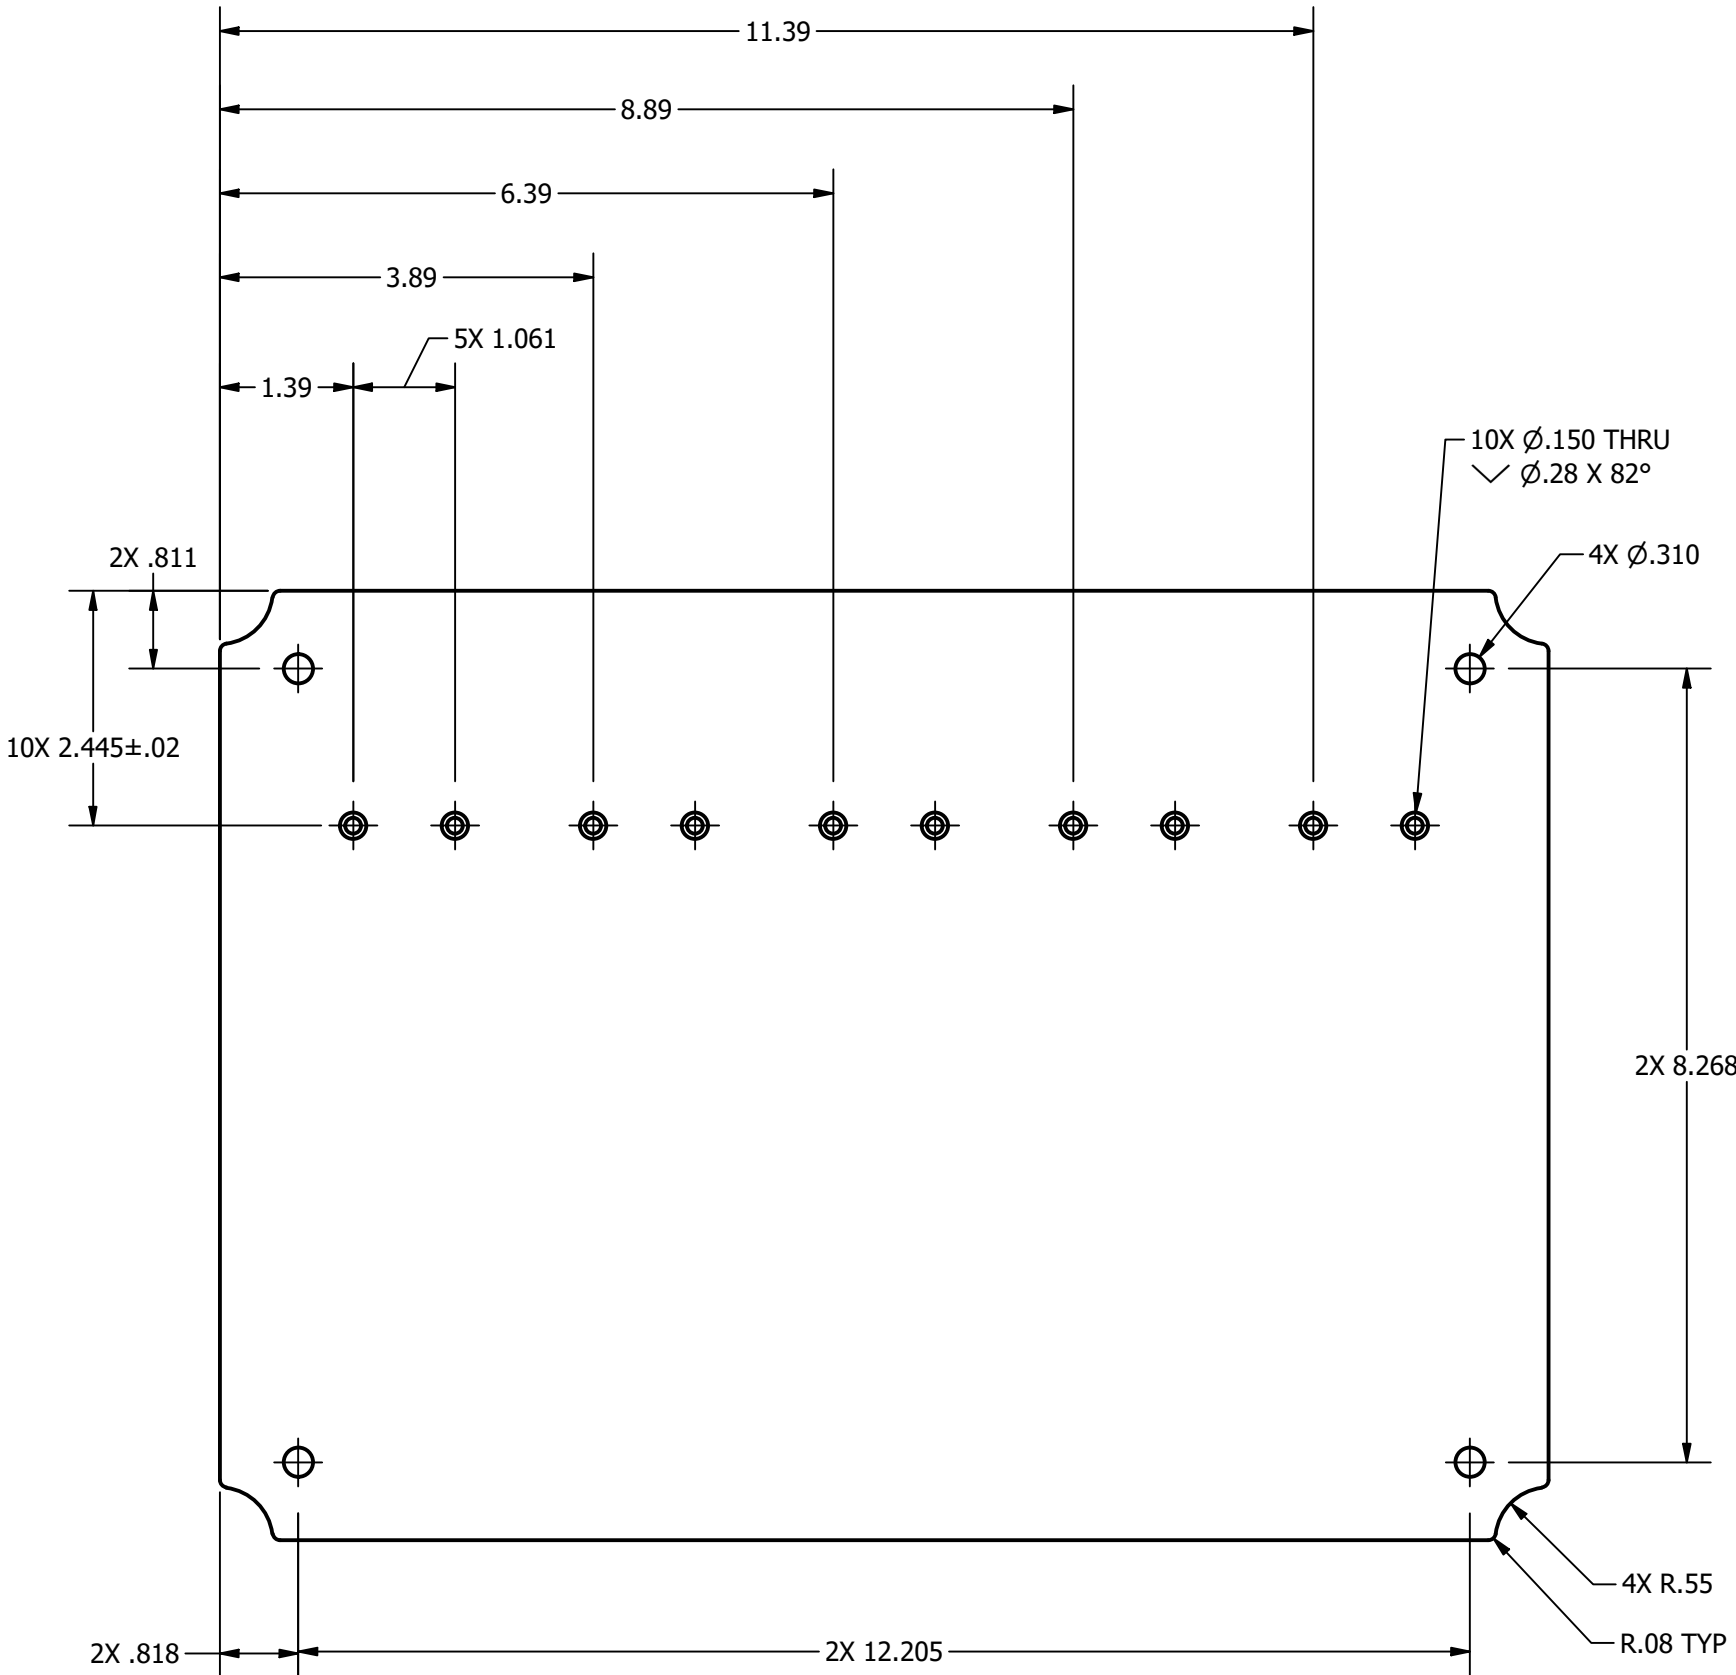 11.39
8.89
6.39
3.89
5X 1.061
1.39
10X Ø.150 THRU
⌵ Ø.28 X 82°
4X Ø.310
2X .811
10X 2.445±.02
2X 8.268
4X R.55
R.08 TYP
2X .818
2X 12.205